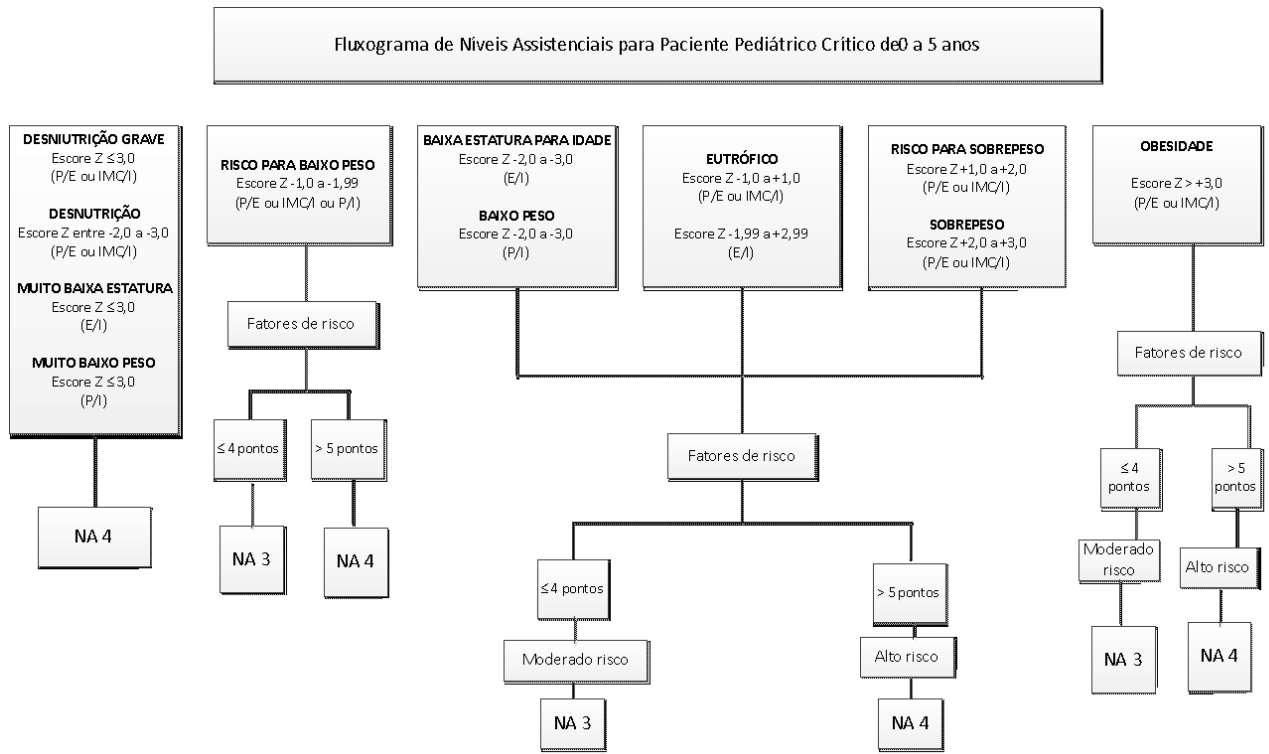 Fluxograma de Níveis Assistenciais para Paciente Pediátrico Crítico de0 a 5 anos
DESNIUTRIÇÃO GRAVE
Escore Z ≤3,0
(P/E ou IMC/I)
DESNUTRIÇÃO
Escore Z entre -2,0 a -3,0
(P/E ou IMC/I)
MUITO BAIXA ESTATURA
Escore Z ≤3,0
(E/I)
MUITO BAIXO PESO
Escore Z ≤3,0
(P/I)
NA 4
RISCO PARA BAIXO PESO
Escore Z -1,0 a -1,99
(P/E ou IMC/I ou P/I)
Fatores de risco
≤ 4 pontos
> 5 pontos
NA 3
NA 4
BAIXA ESTATURA PARA IDADE
Escore Z -2,0 a -3,0
(E/I)
BAIXO PESO
Escore Z -2,0 a -3,0
(P/I)
EUTRÓFICO
Escore Z -1,0 a +1,0
(P/E ou IMC/I)
Escore Z -1,99 a +2,99
(E/I)
RISCO PARA SOBREPESO
Escore Z +1,0 a +2,0
(P/E ou IMC/I)
SOBREPESO
Escore Z +2,0 a +3,0
(P/E ou IMC/I)
Fatores de risco
≤ 4 pontos
> 5 pontos
Moderado risco
Alto risco
NA 3
NA 4
OBESIDADE
Escore Z > +3,0
(P/E ou IMC/I)
Fatores de risco
≤ 4
pontos
> 5
pontos
Moderado
risco
Alto risco
NA 3
NA 4